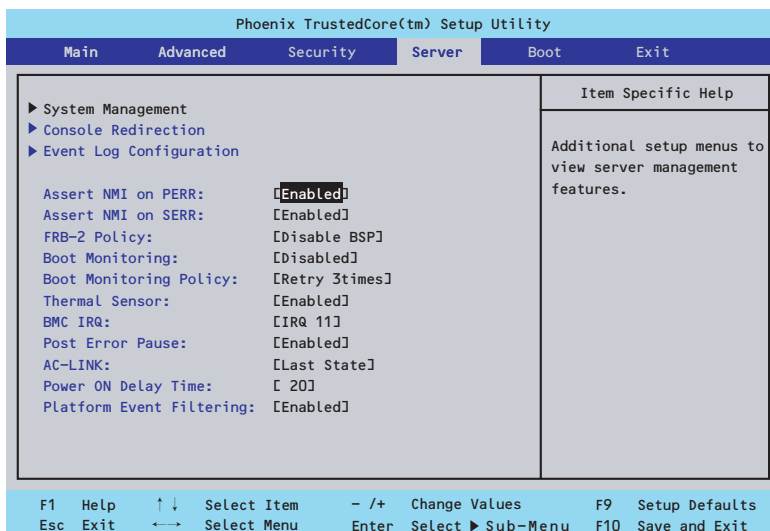 Phoenix TrustedCore(tm) Setup Utility
Main Advanced Security Server Boot Exit
Item Specific Help
▶ System Management
▶ Console Redirection
▶ Event Log Configuration
Additional setup menus to
view server management
features.
Assert NMI on PERR: [Enabled]
Assert NMI on SERR: [Enabled]
FRB-2 Policy: [Disable BSP]
Boot Monitoring: [Disabled]
Boot Monitoring Policy: [Retry 3times]
Thermal Sensor: [Enabled]
BMC IRQ: [IRQ 11]
Post Error Pause: [Enabled]
AC-LINK: [Last State]
Power ON Delay Time: [ 20]
Platform Event Filtering: [Enabled]
F1 Help ↑↓ Select Item - /+ Change Values F9 Setup Defaults
Esc Exit ←→ Select Menu Enter Select ▶ Sub-Menu F10 Save and Exit